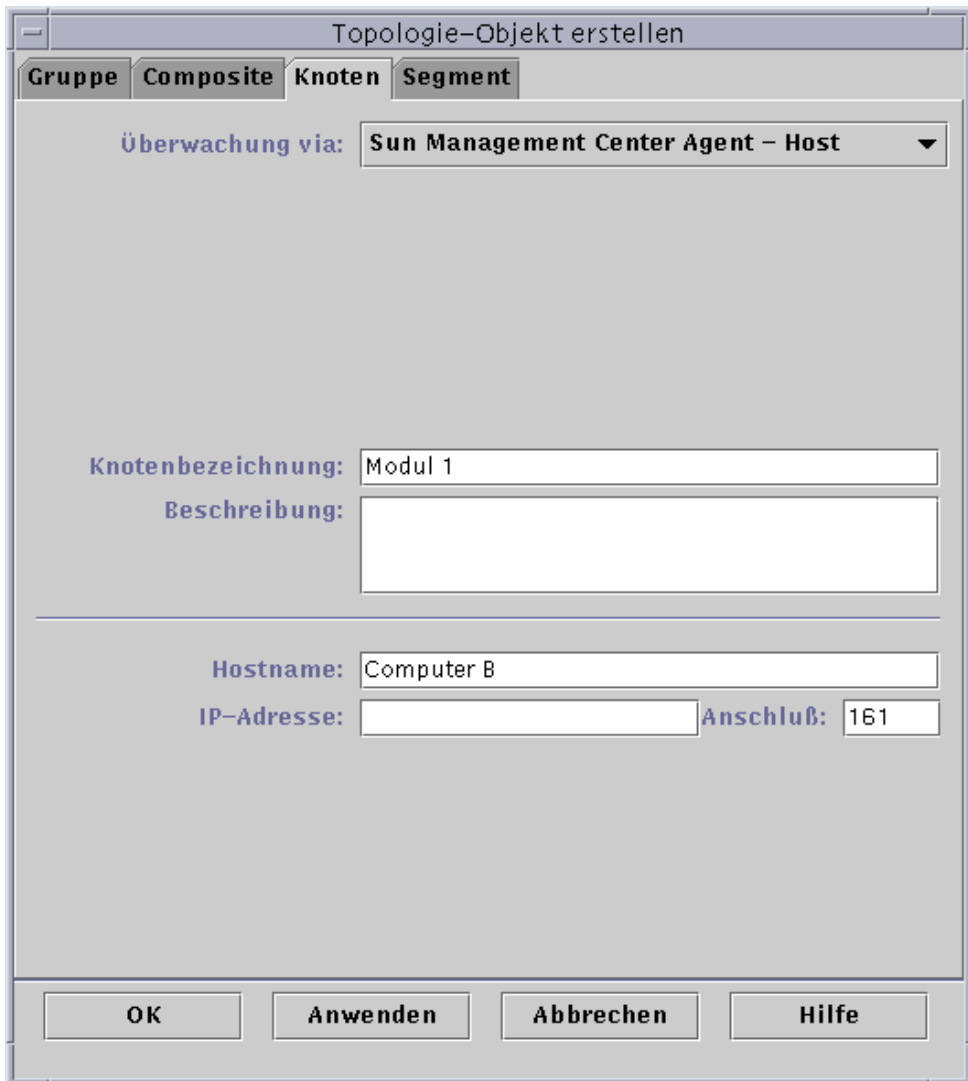 Topologie-Objekt erstellen
Gruppe Composite Knoten Segment
Überwachung via: Sun Management Center Agent - Host
Knotenbezeichnung: Modul 1
Beschreibung:
Hostname: Computer B
IP-Adresse: Anschluß: 161
OK Anwenden Abbrechen Hilfe